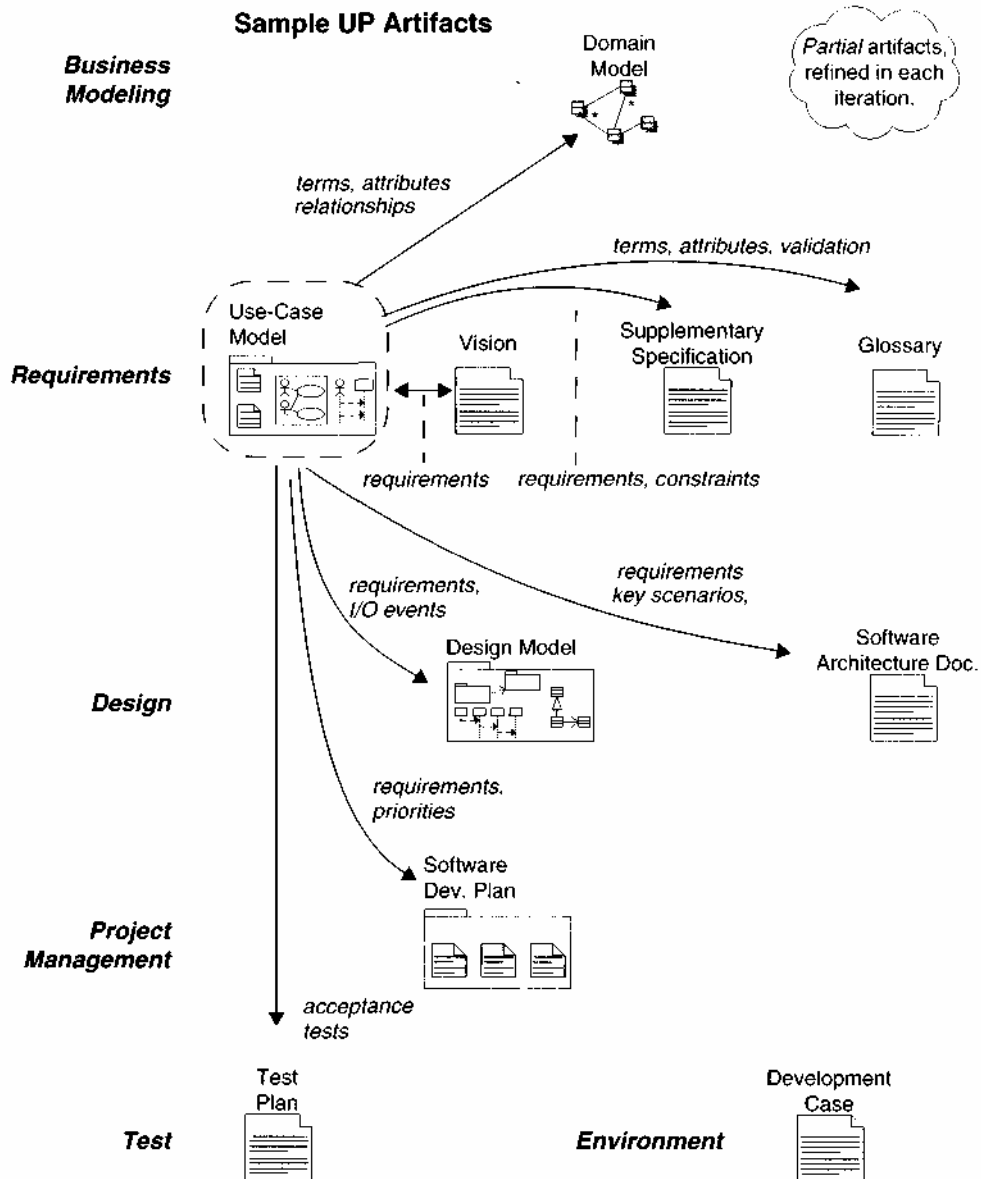 Sample UP Artifacts
Business
Modeling
Domain
Model
Partial artifacts,
refined in each
iteration.
*
*
terms, attributes
relationships
terms, attributes, validation
Requirements
Use-Case
Model
Vision
Supplementary
Specification
Glossary
requirements
requirements, constraints
requirements,
I/O events
requirements
key scenarios,
Design
Design Model
Software
Architecture Doc.
requirements,
priorities
Project
Management
Software
Dev. Plan
acceptance
tests
Test
Test
Plan
Environment
Development
Case